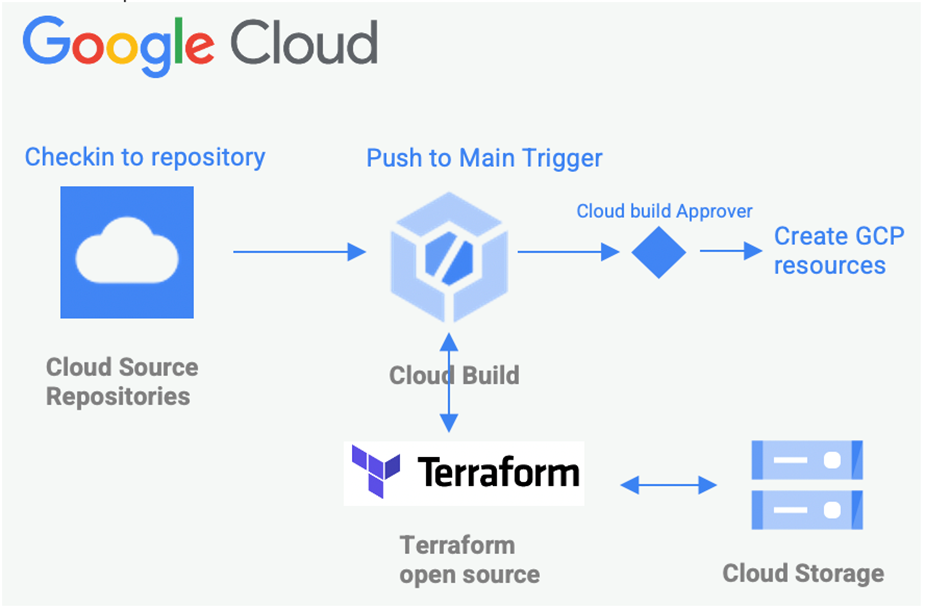 Google Cloud
Checkin to repository
Push to Main Trigger
Cloud build Approver
Create GCP
resources
Cloud Source
Repositories
Cloud Build
Terraform
Terraform
open source
Cloud Storage